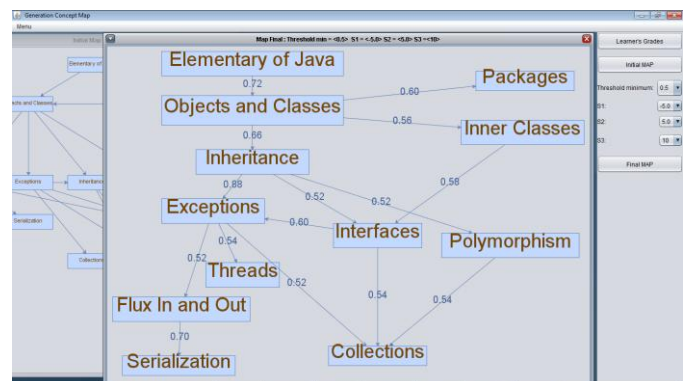 Generation Concept Map
Menu
Initial Map
Map Final : Threshold min = <0.5> S1 = <-5.0> S2 = <5.0> S3 =<10>
Learner's Grades
Initial MAP
Threshold minimum: 0.5
S1: -5.0
S2: 5.0
S3: 10
Final MAP
Elementary of
ects and Classes
Exceptions
Inheritance
Serialization
Collections
Elementary of Java
0.72
Packages
0.60
Objects and Classes
0.56
Inner Classes
0.66
Inheritance
0.88
0.52
0.52
0.58
Exceptions
0.60
Interfaces
Polymorphism
0.54
0.52
Threads
0.52
0.54
0.54
Flux In and Out
0.70
Serialization
Collections